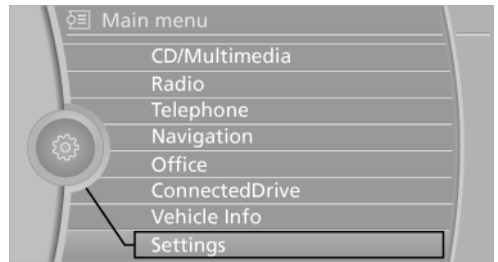 Main menu
CD/Multimedia
Radio
Telephone
Navigation
Office
ConnectedDrive
Vehicle Info
Settings